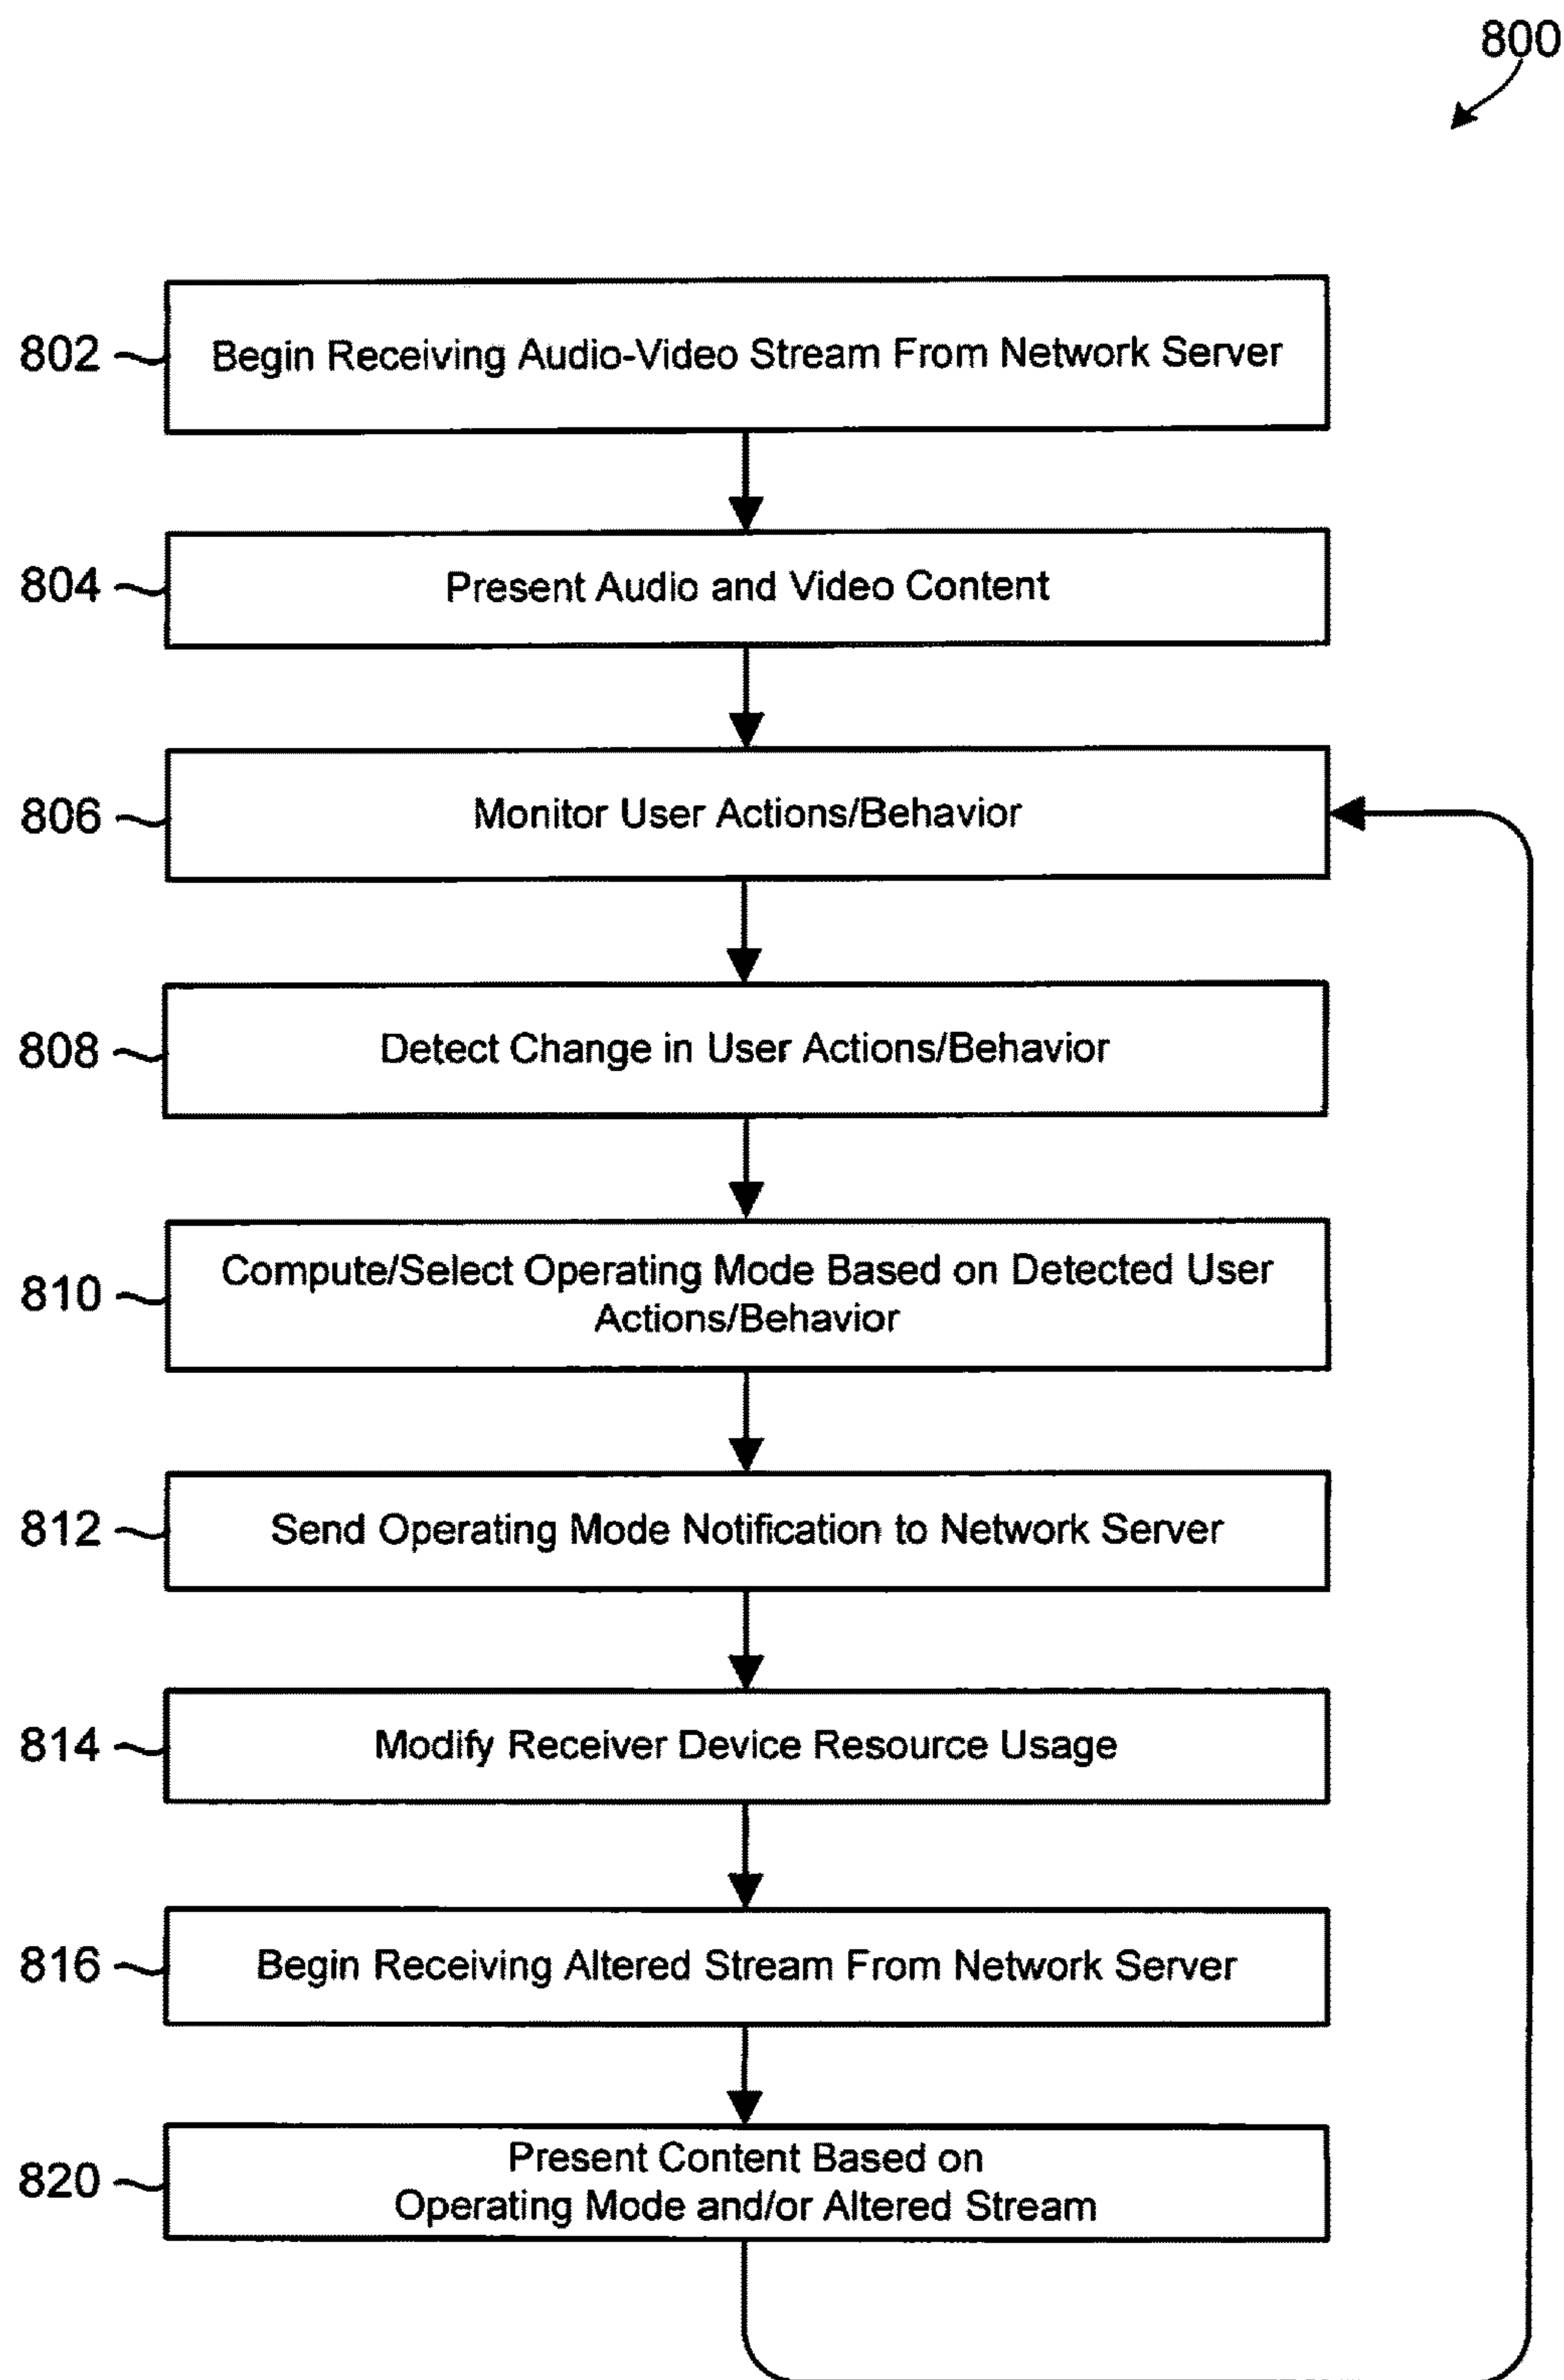 800
802
Begin Receiving Audio-Video Stream From Network Server
804
Present Audio and Video Content
806
Monitor User Actions/Behavior
808
Detect Change in User Actions/Behavior
810
Compute/Select Operating Mode Based on Detected User
Actions/Behavior
812
Send Operating Mode Notification to Network Server
814
Modify Receiver Device Resource Usage
816
Begin Receiving Altered Stream From Network Server
820
Present Content Based on
Operating Mode and/or Altered Stream